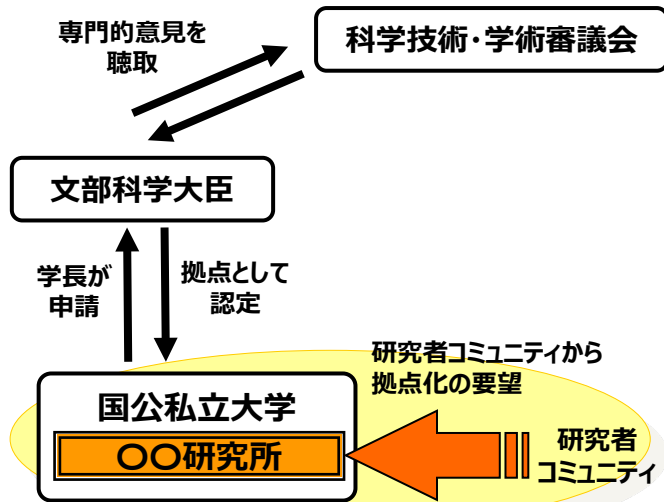 専門的意見を
聴取
科学技術・学術審議会
文部科学大臣
学長が
申請
拠点として
認定
研究者コミュニティから
拠点化の要望
国公私立大学
〇〇研究所
研究者
コミュニティ